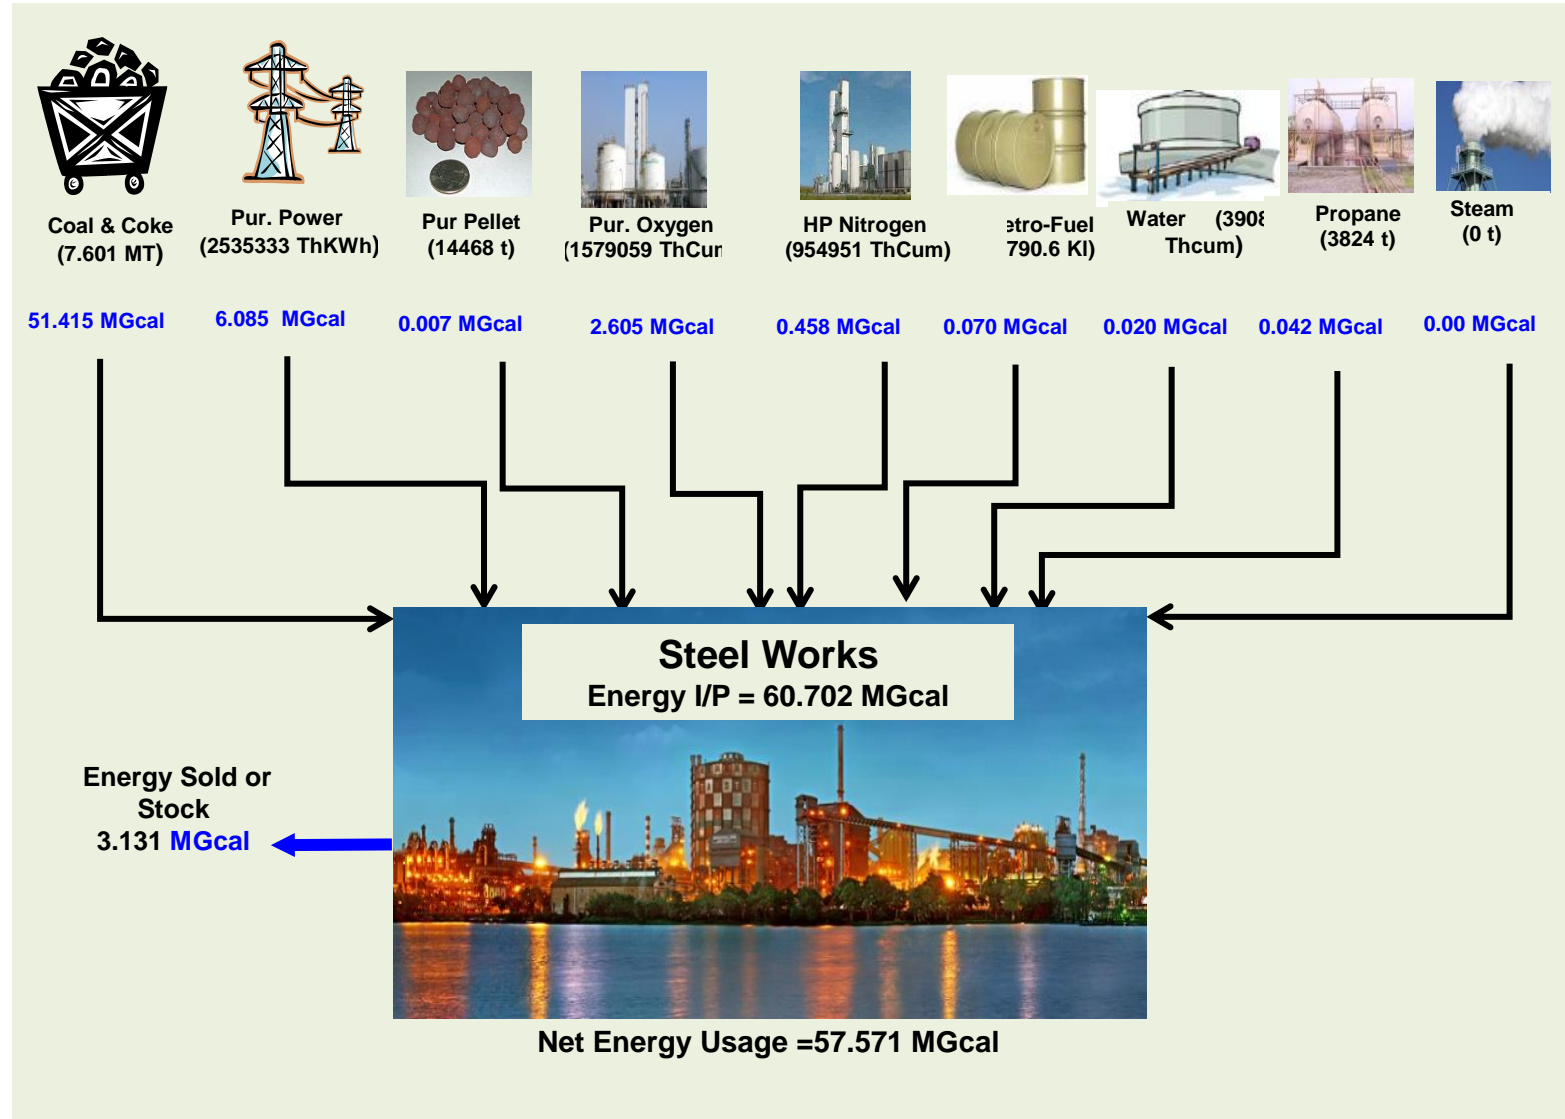 Coal & Coke
(7.601 MT)
Pur. Power
(2535333 ThKWh)
Pur Pellet
(14468 t)
Pur. Oxygen
(1579059 ThCum
HP Nitrogen
(954951 ThCum)
etro-Fuel
790.6 Kl)
Water (3908
Thcum)
Propane
(3824 t)
Steam
(0 t)
51.415 MGcal
6.085 MGcal
0.007 MGcal
2.605 MGcal
0.458 MGcal
0.070 MGcal
0.020 MGcal
0.042 MGcal
0.00 MGcal
Steel Works
Energy I/P = 60.702 MGcal
Energy Sold or
Stock
3.131 MGcal
Net Energy Usage =57.571 MGcal